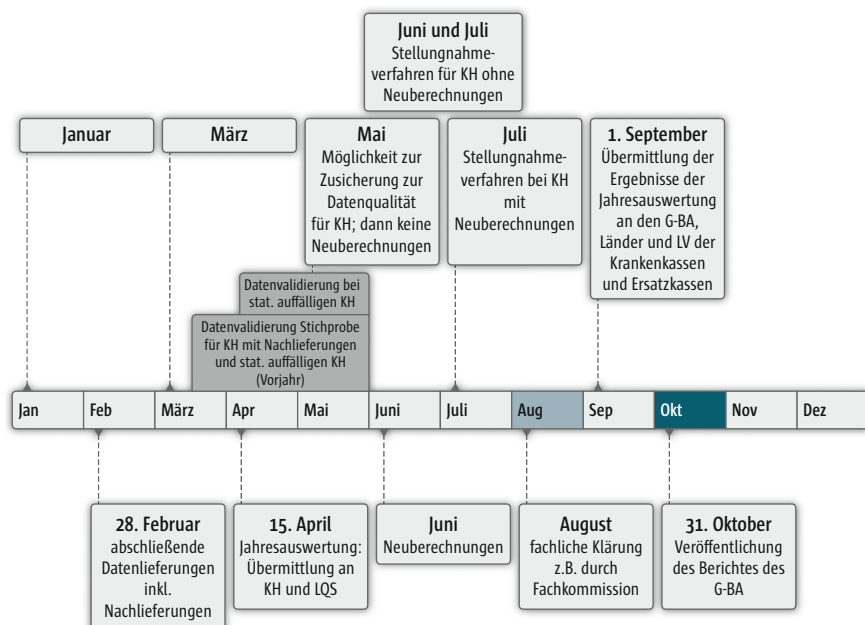 Juni und Juli
Stellungnahme-
verfahren für KH ohne
Neuberechnungen
Januar
März
Mai
Möglichkeit zur
Zusicherung zur
Datenqualität
für KH; dann keine
Neuberechnungen
Juli
Stellungnahme-
verfahren bei KH
mit
Neuberechnungen
1. September
Übermittlung der
Ergebnisse der
Jahresauswertung
an den G-BA,
Länder und LV der
Krankenkassen
und Ersatzkassen
Datenvalidierung bei
stat. auffälligen KH
Datenvalidierung Stichprobe
für KH mit Nachlieferungen
und stat. auffälligen KH
(Vorjahr)
Jan Feb März Apr Mai Juni Juli Aug Sep Okt Nov Dez
28. Februar
abschließende
Datenlieferungen
inkl.
Nachlieferungen
15. April
Jahresauswertung:
Übermittlung an
KH und LQS
Juni
Neuberechnungen
August
fachliche Klärung
z.B. durch
Fachkommission
31. Oktober
Veröffentlichung
des Berichtes des
G-BA